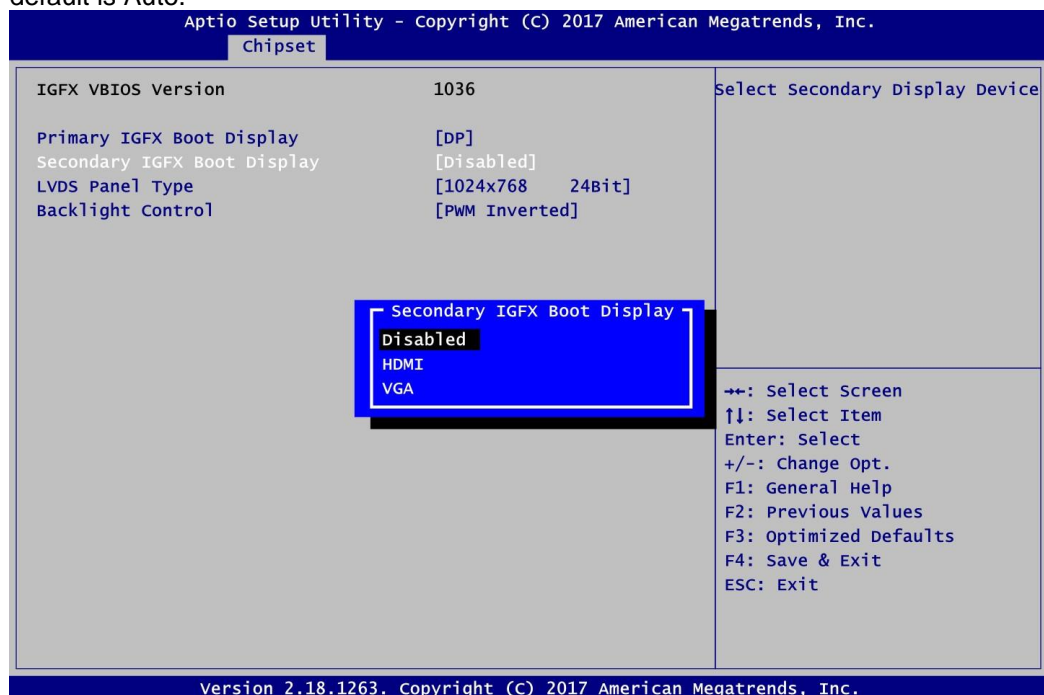 default is Auto.
Aptio Setup Utility – Copyright (C) 2017 American Megatrends, Inc.
Chipset
IGFX VBIOS Version 1036
Primary IGFX Boot Display [DP]
Secondary IGFX Boot Display [Disabled]
LVDS Panel Type [1024x768 24Bit]
Backlight Control [PWM Inverted]
Select Secondary Display Device
Secondary IGFX Boot Display
Disabled
HDMI
VGA
→←: Select Screen
↑↓: Select Item
Enter: Select
+/-: Change Opt.
F1: General Help
F2: Previous Values
F3: Optimized Defaults
F4: Save & Exit
ESC: Exit
Version 2.18.1263. Copyright (C) 2017 American Megatrends, Inc.